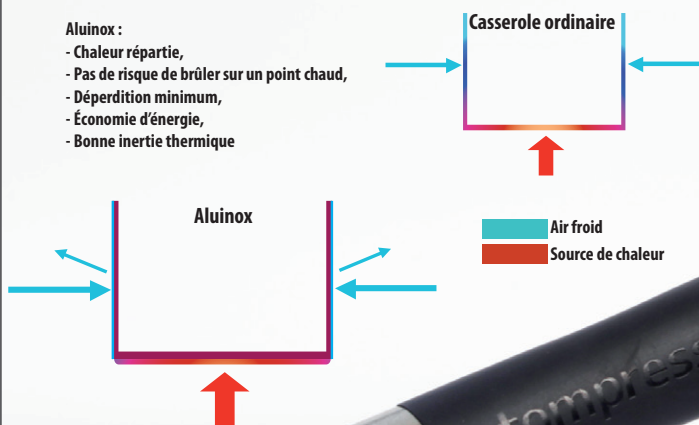 Aluinox :
- Chaleur répartie,
- Pas de risque de brûler sur un point chaud,
- Déperdition minimum,
- Économie d'énergie,
- Bonne inertie thermique
Casserole ordinaire
Aluinox
Air froid
Source de chaleur
tompress